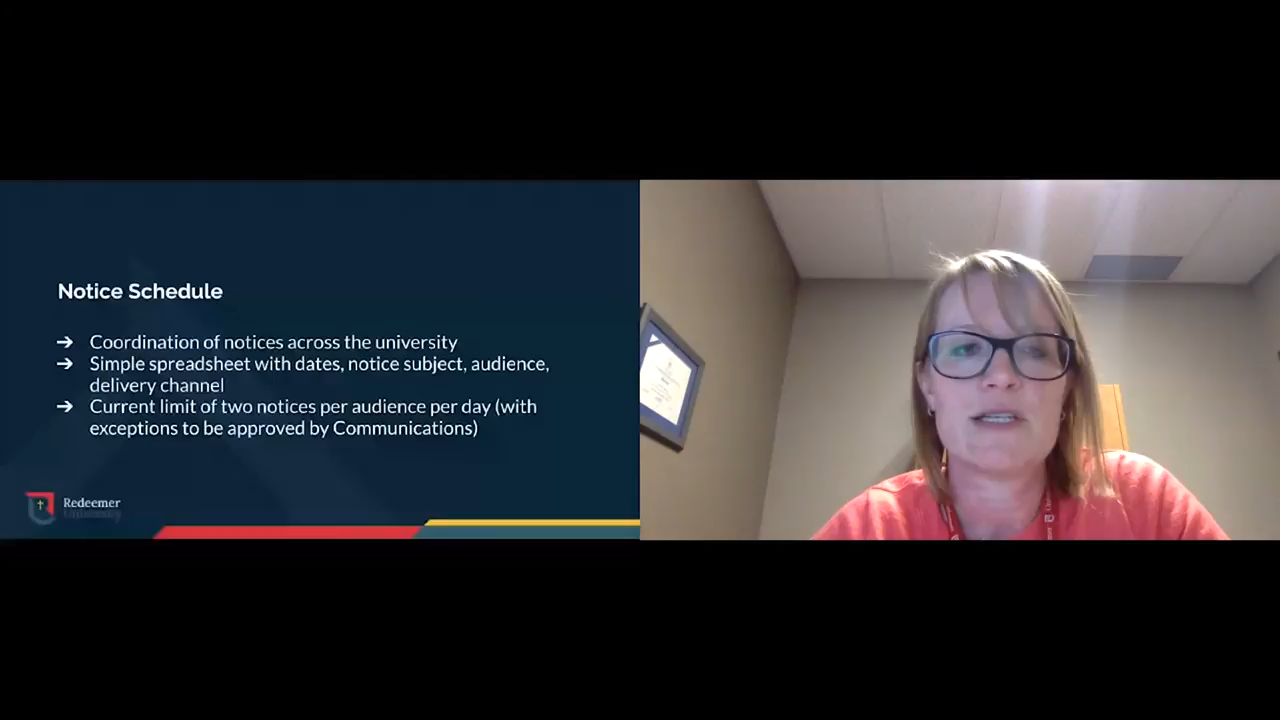 Notice Schedule
➔ Coordination of notices across the university
➔ Simple spreadsheet with dates, notice subject, audience,
delivery channel
➔ Current limit of two notices per audience per day (with
exceptions to be approved by Communications)
Redeemer
University